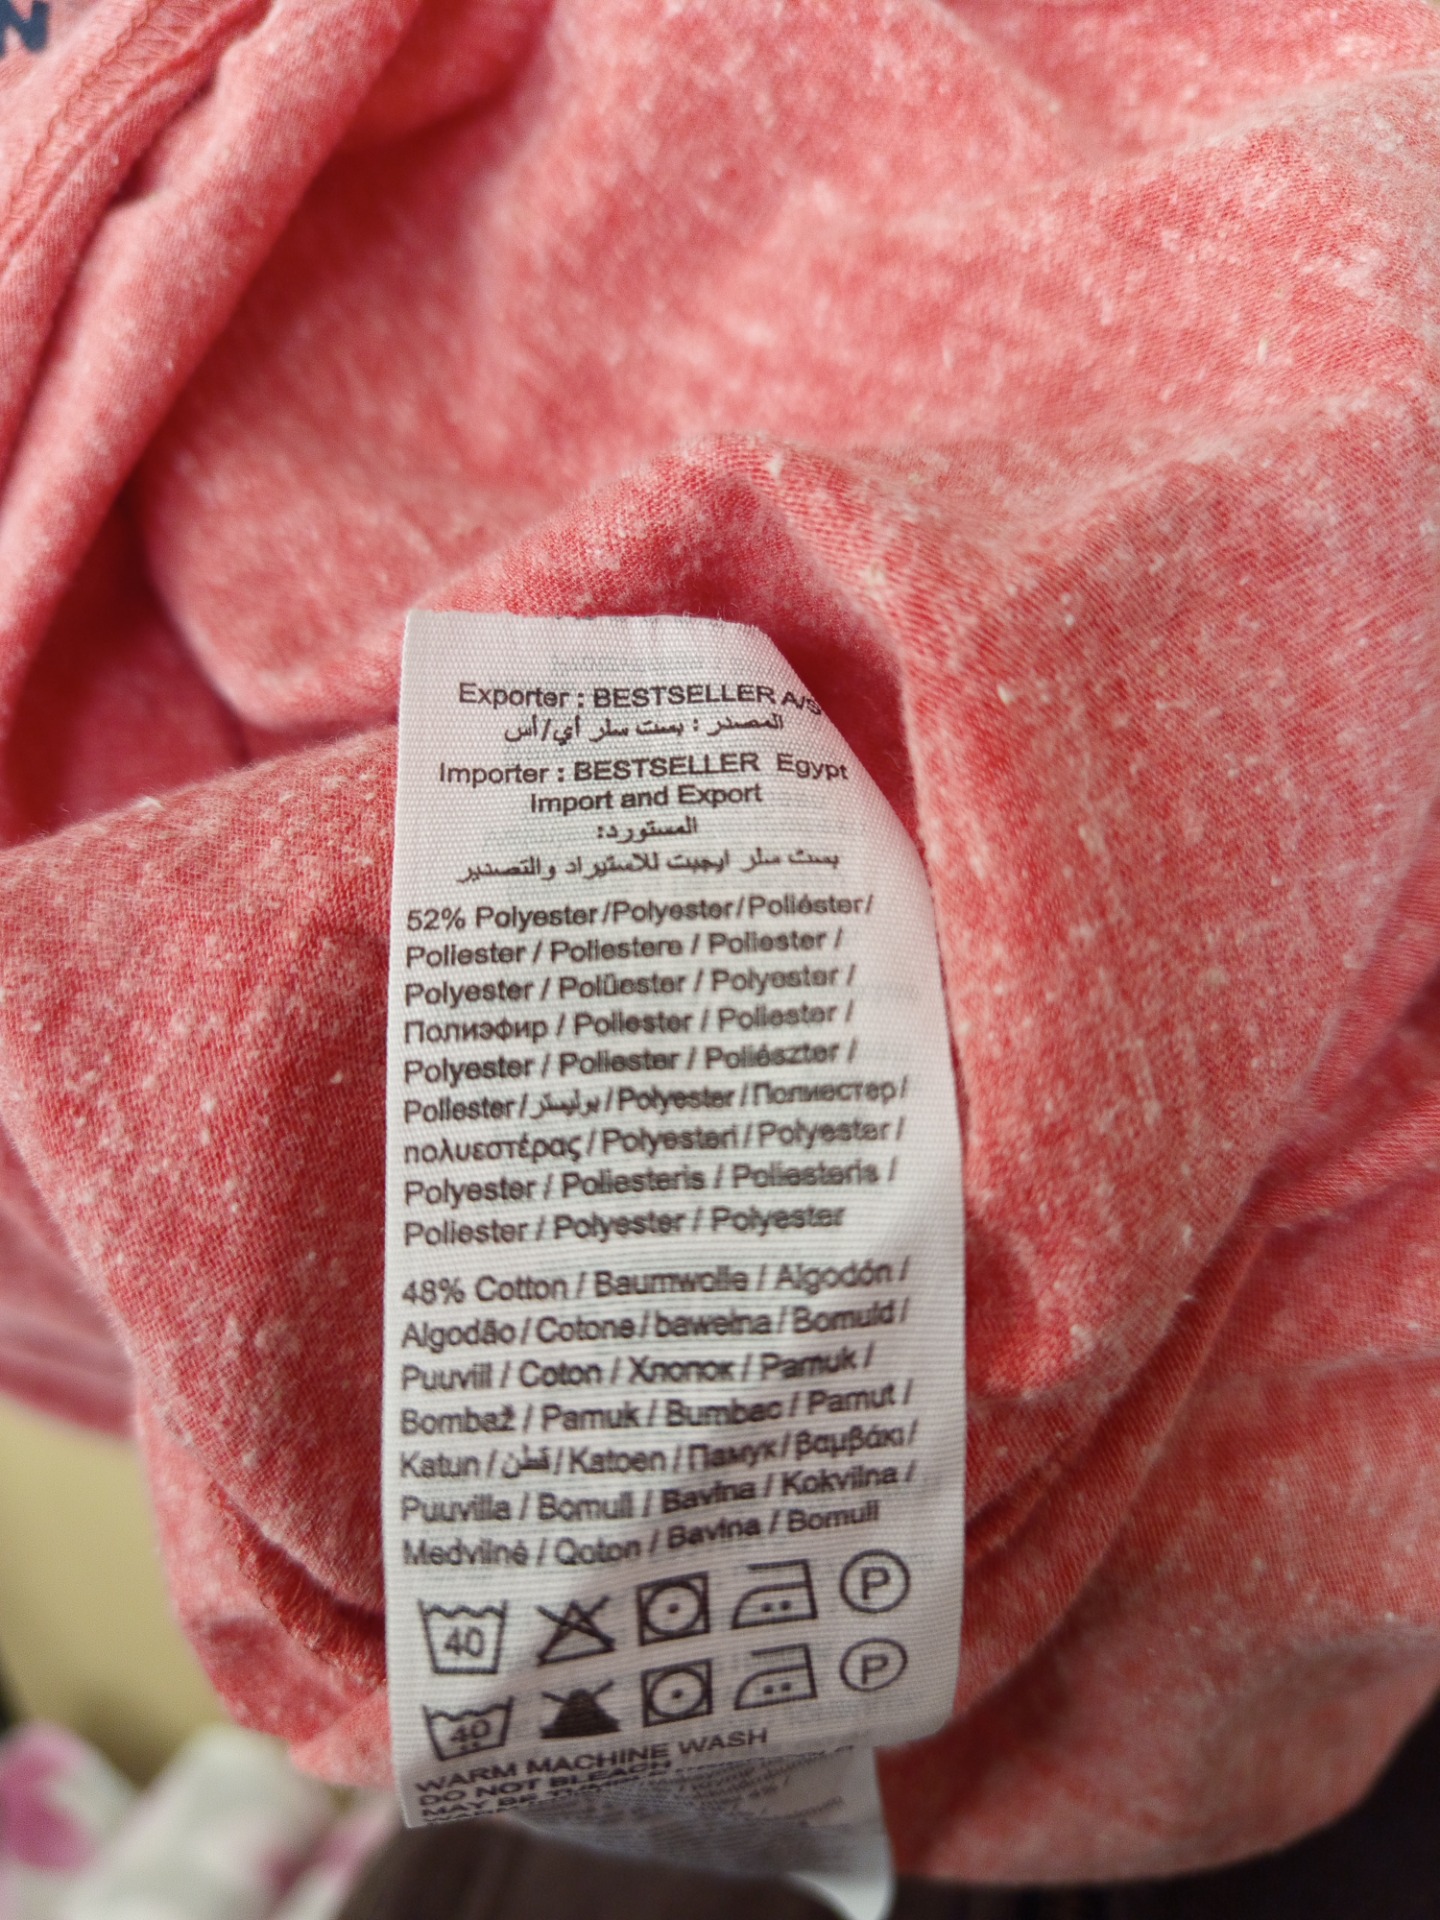 N
Exporter : BESTSELLER A/S
المصدر : بست سلر أي/أس
Importer : BESTSELLER Egypt
Import and Export
المستورد:
بست سلر ايجبت للاستيراد والتصدير
52% Polyester/Polyester/Poliéster/
Poliester / Poliestere / Poliester /
Polyester / Polüester / Polyester /
Полиэфир / Poliester / Poliester /
Polyester / Poliester / Poliészter /
Poliester/بوليستر/Polyester/Полиестер/
πολυεστέρας/Polyesteri/Polyester/
Polyester / Poliesteris / Poliesteris /
Poliester / Polyester / Polyester
48% Cotton / Baumwolle / Algodón /
Algodão/Cotone/bawełna/Bomuld/
Puuvill / Coton / Хлопок / Pamuk /
Bombaž / Pamuk / Bumbac / Pamut /
Katun/قطن/Katoen/Памук/βαμβάκι/
Puuvilla / Bomull / Bavlna / Kokvilna /
Medvilnė / Qoton / Bavlna / Bomull
40 P
40 P
WARM MACHINE WASH
DO NOT BLEACH
MAY BE